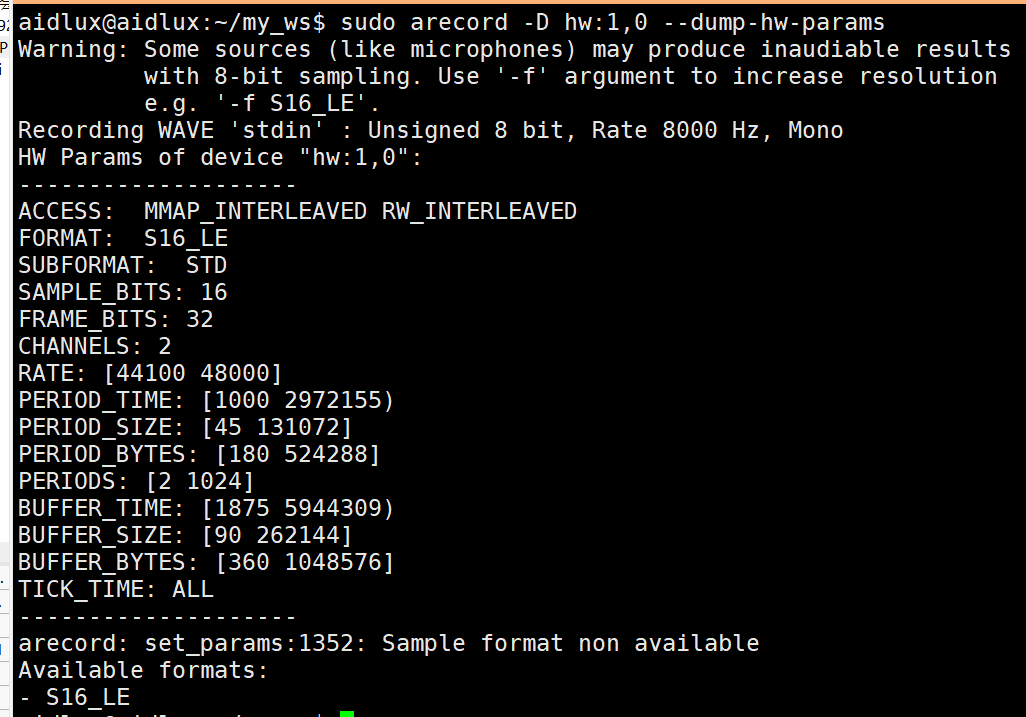 aidlux@aidlux:~/my_ws$ sudo arecord -D hw:1,0 --dump-hw-params
Warning: Some sources (like microphones) may produce inaudiable results
         with 8-bit sampling. Use '-f' argument to increase resolution
         e.g. '-f S16_LE'.
Recording WAVE 'stdin' : Unsigned 8 bit, Rate 8000 Hz, Mono
HW Params of device "hw:1,0":
--------------------
ACCESS:  MMAP_INTERLEAVED RW_INTERLEAVED
FORMAT:  S16_LE
SUBFORMAT:  STD
SAMPLE_BITS: 16
FRAME_BITS: 32
CHANNELS: 2
RATE: [44100 48000]
PERIOD_TIME: [1000 2972155)
PERIOD_SIZE: [45 131072]
PERIOD_BYTES: [180 524288]
PERIODS: [2 1024]
BUFFER_TIME: [1875 5944309)
BUFFER_SIZE: [90 262144]
BUFFER_BYTES: [360 1048576]
TICK_TIME: ALL
--------------------
arecord: set_params:1352: Sample format non available
Available formats:
- S16_LE